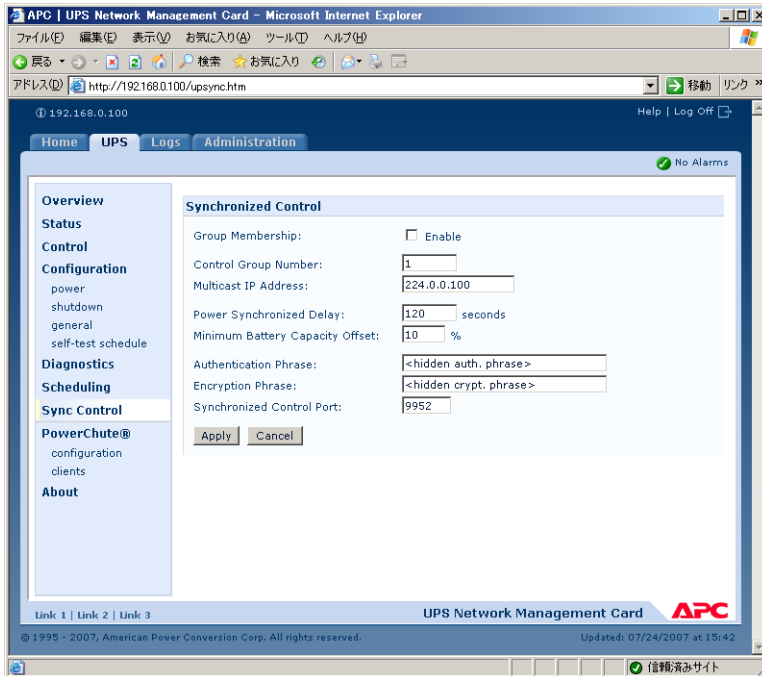 APC | UPS Network Management Card - Microsoft Internet Explorer
ファイル(F) 編集(E) 表示(V) お気に入り(A) ツール(T) ヘルプ(H)
戻る 検索 お気に入り
アドレス(D) http://192.168.0.100/upsync.htm 移動 リンク »
192.168.0.100 Help | Log Off
Home UPS Logs Administration
No Alarms
Overview
Status
Control
Configuration
power
shutdown
general
self-test schedule
Diagnostics
Scheduling
Sync Control
PowerChute®
configuration
clients
About
Synchronized Control
Group Membership: Enable
Control Group Number: 1
Multicast IP Address: 224.0.0.100
Power Synchronized Delay: 120 seconds
Minimum Battery Capacity Offset: 10 %
Authentication Phrase: <hidden auth. phrase>
Encryption Phrase: <hidden crypt. phrase>
Synchronized Control Port: 9952
Apply Cancel
Link 1 | Link 2 | Link 3 UPS Network Management Card APC
© 1995 - 2007, American Power Conversion Corp. All rights reserved. Updated: 07/24/2007 at 15:42
信頼済みサイト